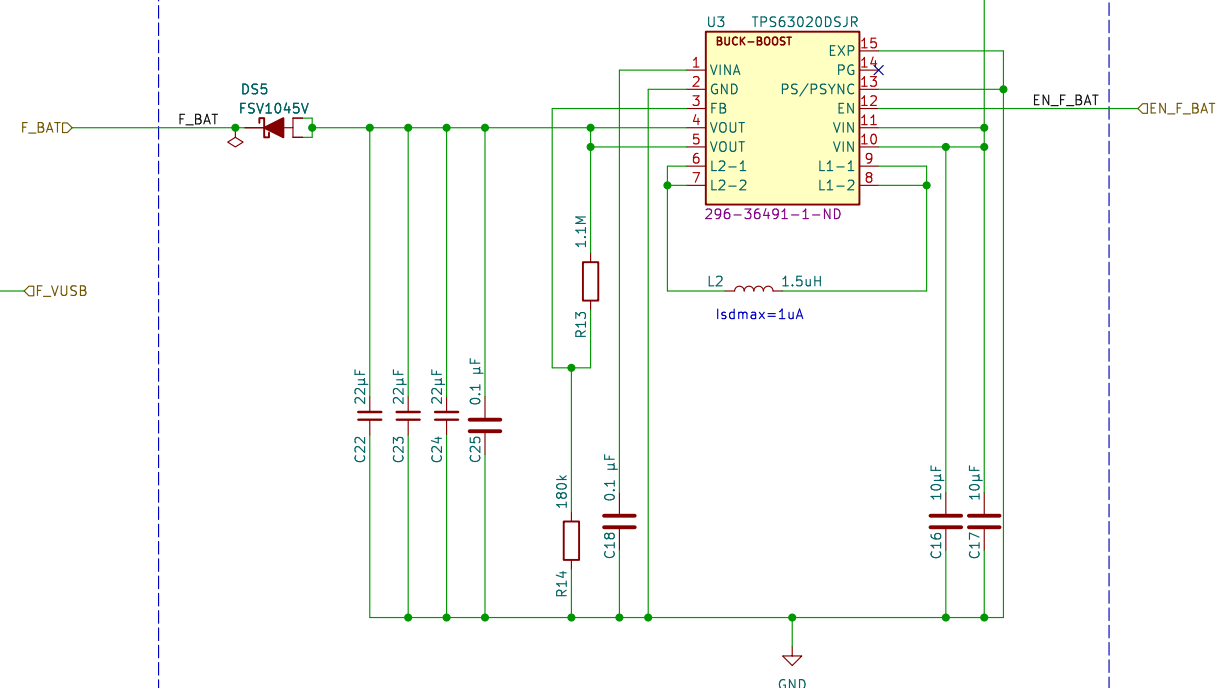 U3 TPS63020DSJR
BUCK-BOOST
EXP 15
1 VINA PG 14
2 GND PS/PSYNC 13
3 FB EN 12
4 VOUT VIN 11
5 VOUT VIN 10
6 L2-1 L1-1 9
7 L2-2 L1-2 8
296-36491-1-ND
DS5
FSV1045V
F_BAT
F_BAT
EN_F_BAT
EN_F_BAT
F_VUSB
1.1M
R13
L2 1.5uH
Isdmax=1uA
22µF
C22
22µF
C23
22µF
C24
0.1 µF
C25
180k
R14
0.1 µF
C18
10µF
C16
10µF
C17
GND